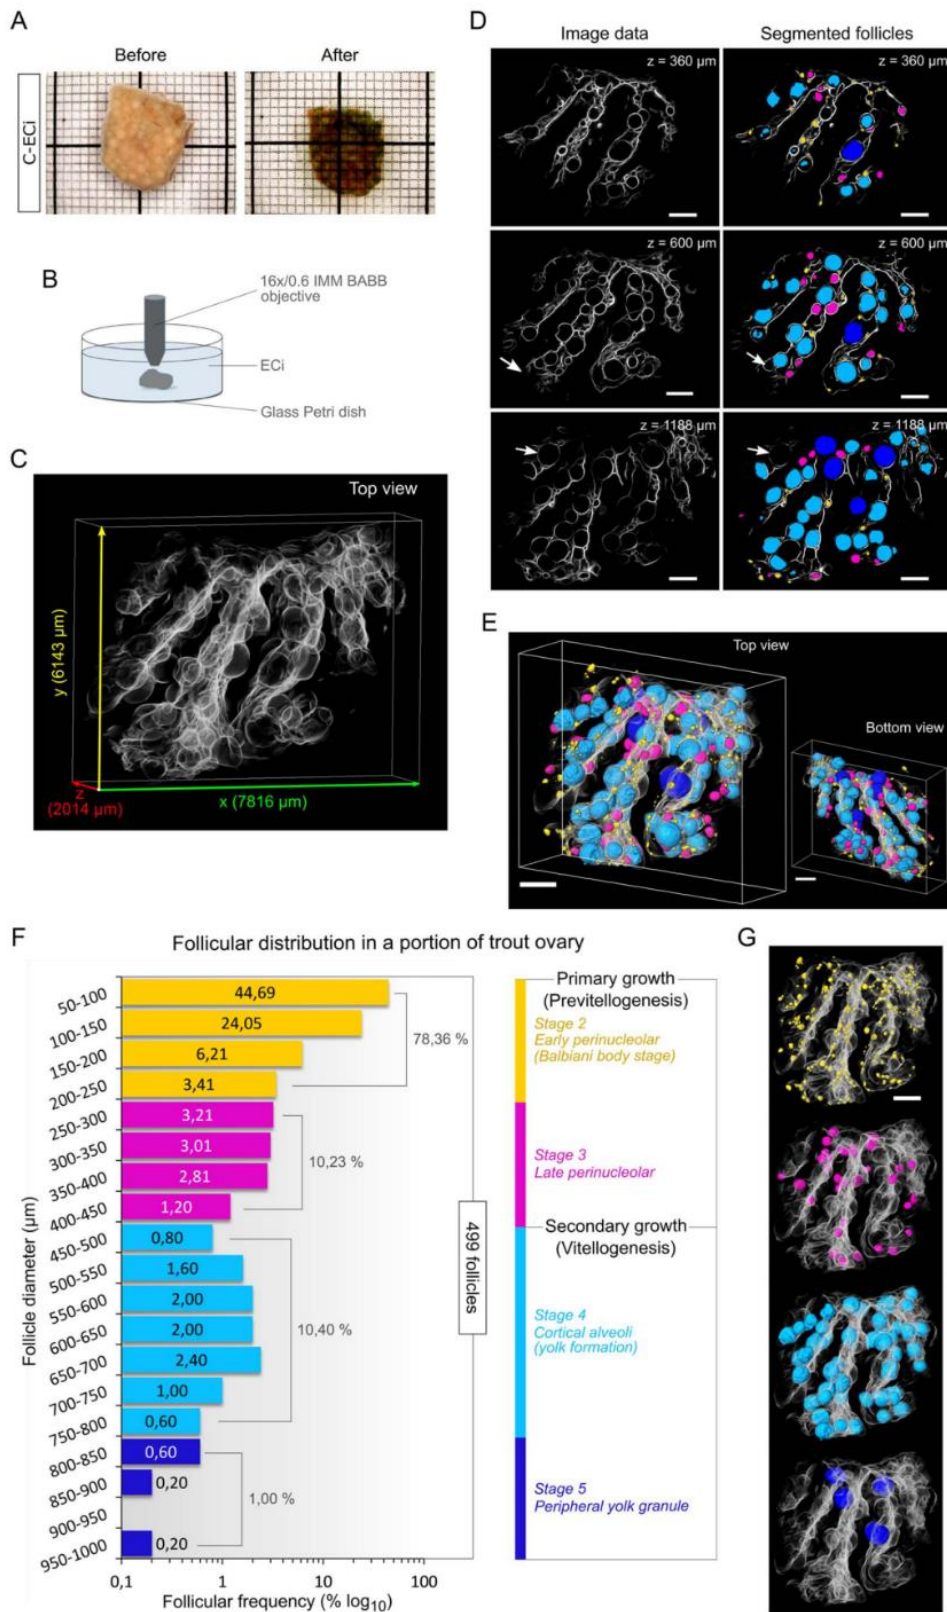 A
Before
After
C-ECi
B
16x/0.6 IMM BABB
objective
ECi
Glass Petri dish
C
Top view
y (6143 µm)
z
(2014 µm)
x (7816 µm)
D
Image data
Segmented follicles
z = 360 µm
z = 360 µm
z = 600 µm
z = 600 µm
z = 1188 µm
z = 1188 µm
E
Top view
Bottom view
F
Follicular distribution in a portion of trout ovary
Follicle diameter (µm)
50-100
44,69
100-150
24,05
150-200
6,21
200-250
3,41
78,36 %
250-300
3,21
300-350
3,01
350-400
2,81
400-450
1,20
10,23 %
450-500
0,80
500-550
1,60
550-600
2,00
600-650
2,00
650-700
2,40
700-750
1,00
750-800
0,60
10,40 %
800-850
0,60
850-900
0,20
900-950
950-1000
0,20
1,00 %
0,1
1
10
100
Follicular frequency (% log10)
499 follicles
Primary growth
(Previtellogenesis)
Stage 2
Early perinucleolar
(Balbiani body stage)
Stage 3
Late perinucleolar
Secondary growth
(Vitellogenesis)
Stage 4
Cortical alveoli
(yolk formation)
Stage 5
Peripheral yolk granule
G